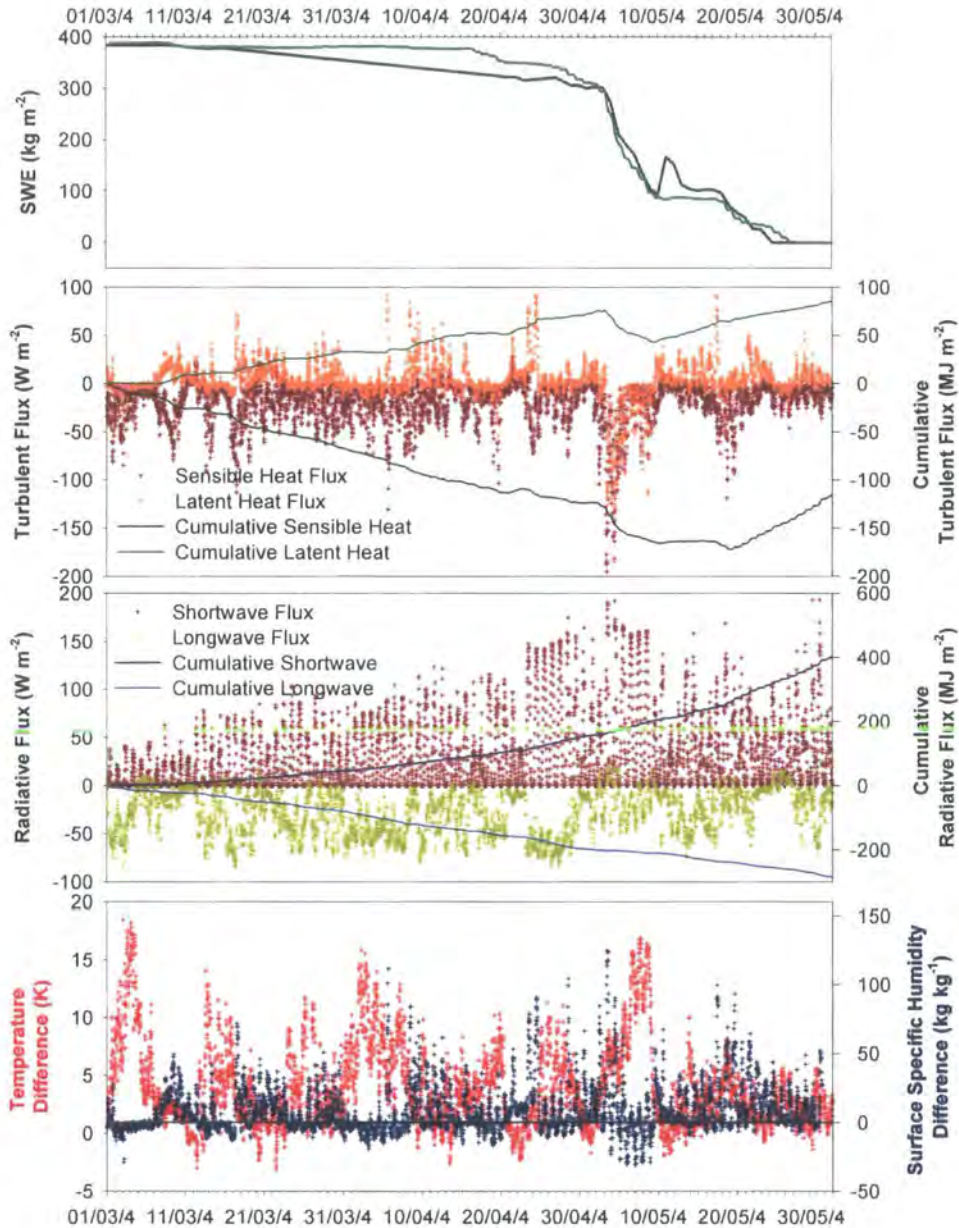 01/03/4 11/03/4 21/03/4 31/03/4 10/04/4 20/04/4 30/04/4 10/05/4 20/05/4 30/05/4
400
300
200
100
0
SWE (kg m-2)
100
50
0
-50
-100
-150
-200
Turbulent Flux (W m-2)
Sensible Heat Flux
Latent Heat Flux
Cumulative Sensible Heat
Cumulative Latent Heat
100
50
0
-50
-100
-150
-200
Cumulative
Turbulent Flux (MJ m-2)
200
150
100
50
0
-50
-100
Radiative Flux (W m-2)
Shortwave Flux
Longwave Flux
Cumulative Shortwave
Cumulative Longwave
600
400
200
0
-200
Cumulative
Radiative Flux (MJ m-2)
20
15
10
5
0
-5
Temperature
Difference (K)
150
100
50
0
-50
Surface Specific Humidity
Difference (kg kg-1)
01/03/4 11/03/4 21/03/4 31/03/4 10/04/4 20/04/4 30/04/4 10/05/4 20/05/4 30/05/4